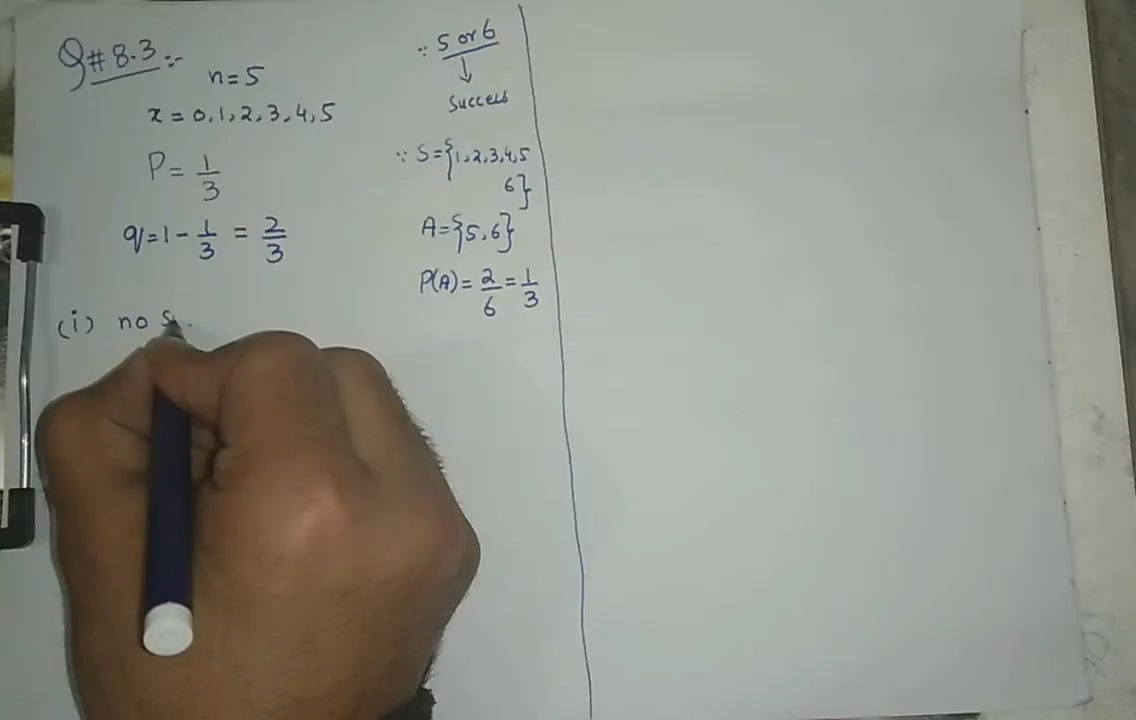 Q# 8.3 :-
n = 5
x = 0, 1, 2, 3, 4, 5
P = 1/3
q = 1 - 1/3 = 2/3
(i) no S
∵ 5 or 6
↓
Success
∵ S = {1, 2, 3, 4, 5
6}
A = {5, 6}
P(A) = 2/6 = 1/3